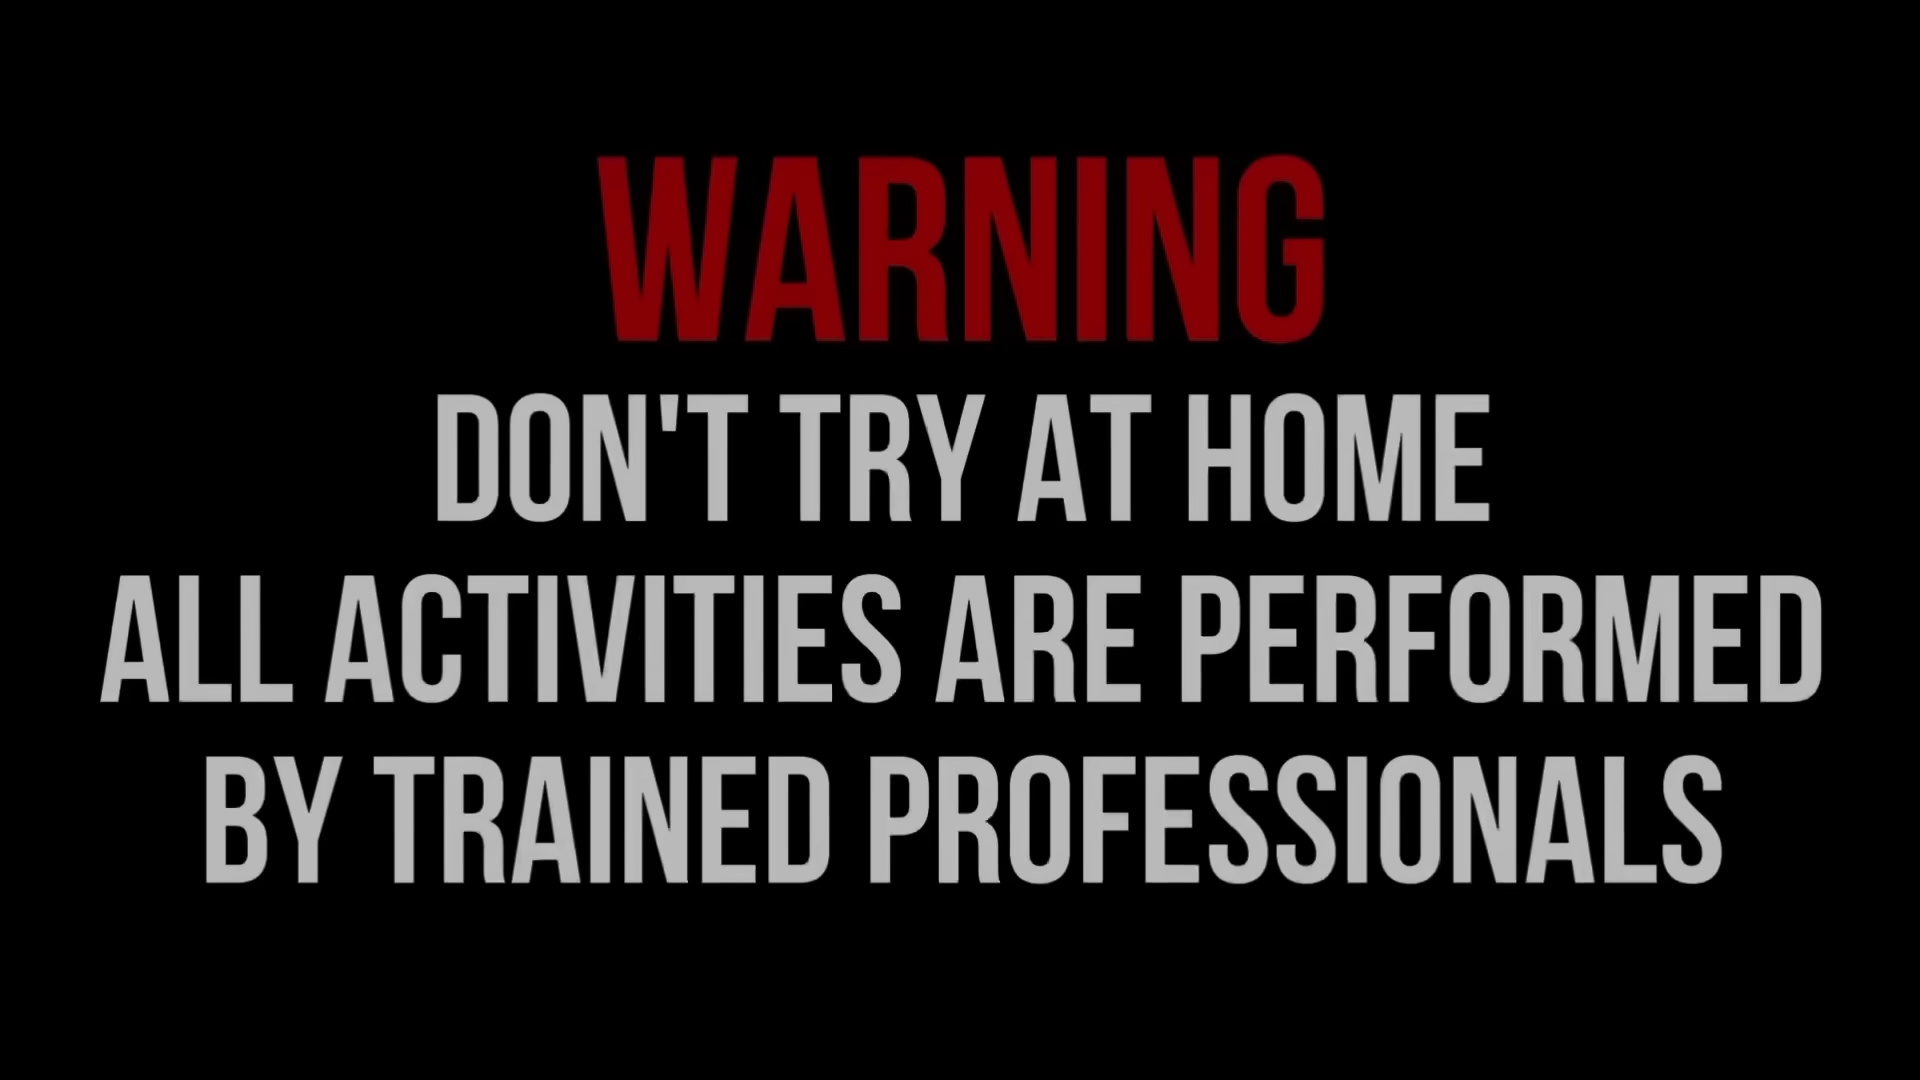 WARNING
DON'T TRY AT HOME
ALL ACTIVITIES ARE PERFORMED
BY TRAINED PROFESSIONALS